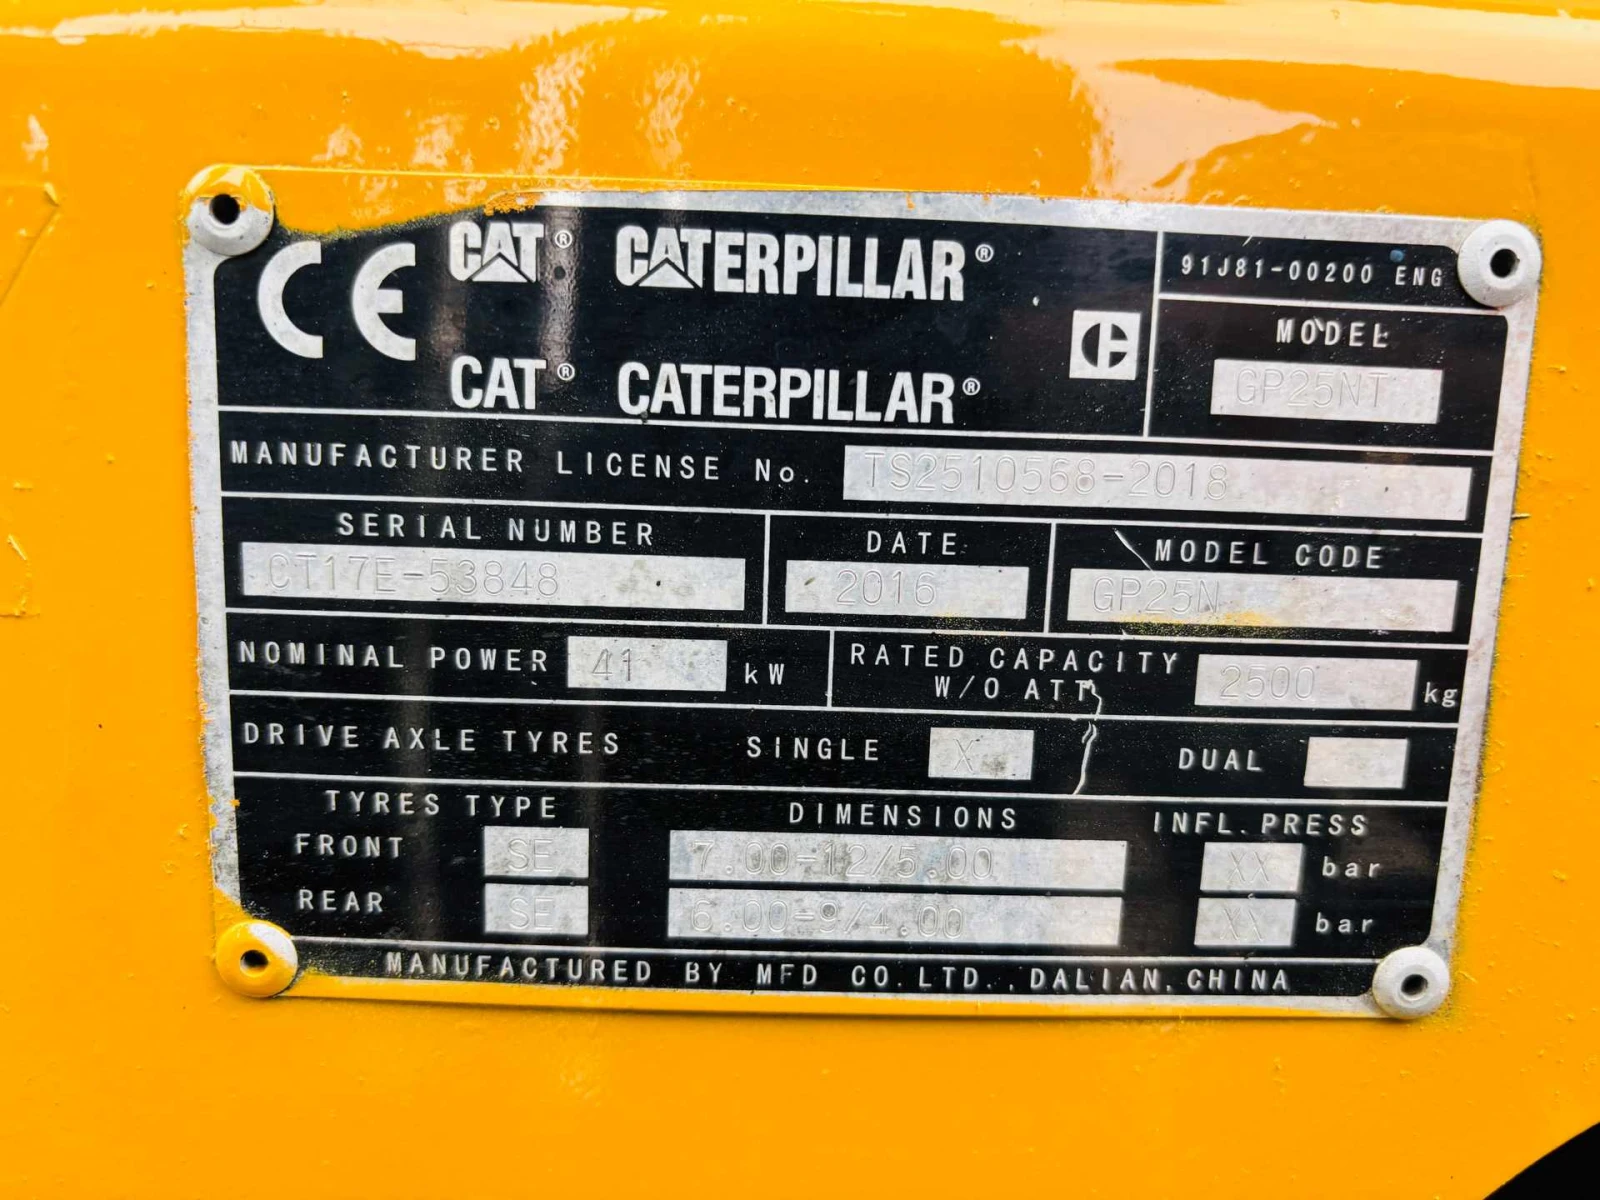 CE CAT® CATERPILLAR®
CAT® CATERPILLAR®
91J81-00200 ENG
MODEL
GP25NT
MANUFACTURER LICENSE No. TS2510568-2018
SERIAL NUMBER DATE MODEL CODE
CT17E-53848 2016 GP25N
NOMINAL POWER 41 kW
RATED CAPACITY
W/O ATT 2500 kg
DRIVE AXLE TYRES SINGLE X DUAL
TYRES TYPE DIMENSIONS INFL.PRESS
FRONT SE 7.00-12/5.00 XX bar
REAR SE 6.00-9/4.00 XX bar
MANUFACTURED BY MFD CO.LTD.,DALIAN,CHINA